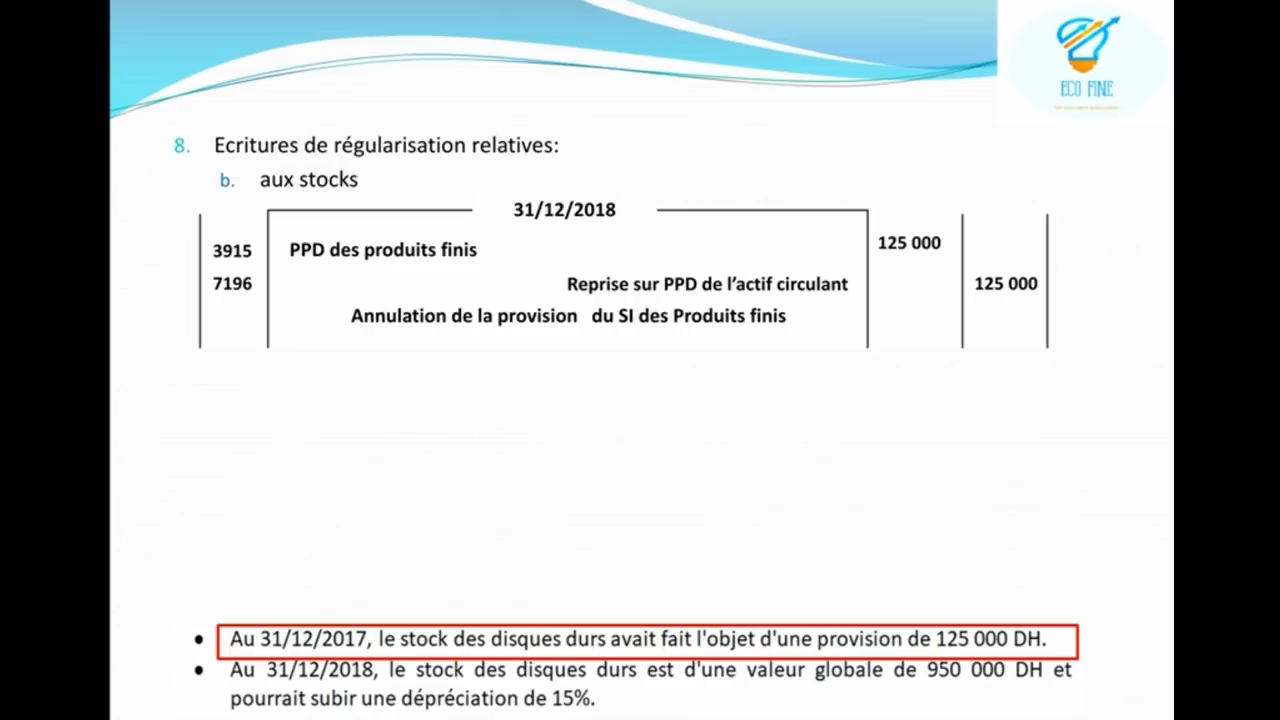 ECO FINE
8. Ecritures de régularisation relatives:
b. aux stocks
31/12/2018
3915 PPD des produits finis 125 000
7196 Reprise sur PPD de l’actif circulant 125 000
Annulation de la provision du SI des Produits finis
• Au 31/12/2017, le stock des disques durs avait fait l'objet d'une provision de 125 000 DH.
• Au 31/12/2018, le stock des disques durs est d'une valeur globale de 950 000 DH et
pourrait subir une dépréciation de 15%.